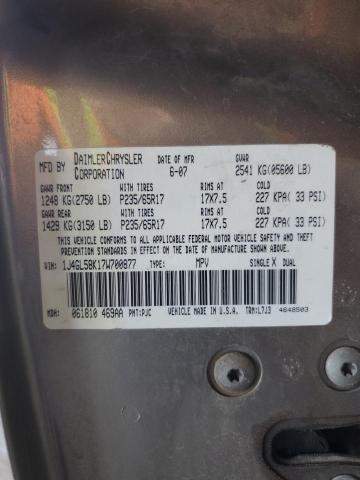 MFD BY DAIMLERCHRYSLER CORPORATION
DATE OF MFR 6-07
GVWR 2541 KG(05600 LB)
GAWR FRONT WITH TIRES RIMS AT COLD
1248 KG(2750 LB) P235/65R17 17X7.5 227 KPA( 33 PSI)
GAWR REAR WITH TIRES RIMS AT COLD
1429 KG(3150 LB) P235/65R17 17X7.5 227 KPA( 33 PSI)
THIS VEHICLE CONFORMS TO ALL APPLICABLE FEDERAL MOTOR VEHICLE SAFETY AND
THEFT PREVENTION STANDARDS IN EFFECT ON THE DATE OF MANUFACTURE
SHOWN ABOVE.
VIN: 1J4GL58K17W700877 TYPE: MPV SINGLE X DUAL
MDH: 061810 469AA PNT:PJC VEHICLE MADE IN U.S.A. TRM:L7J3 4648503